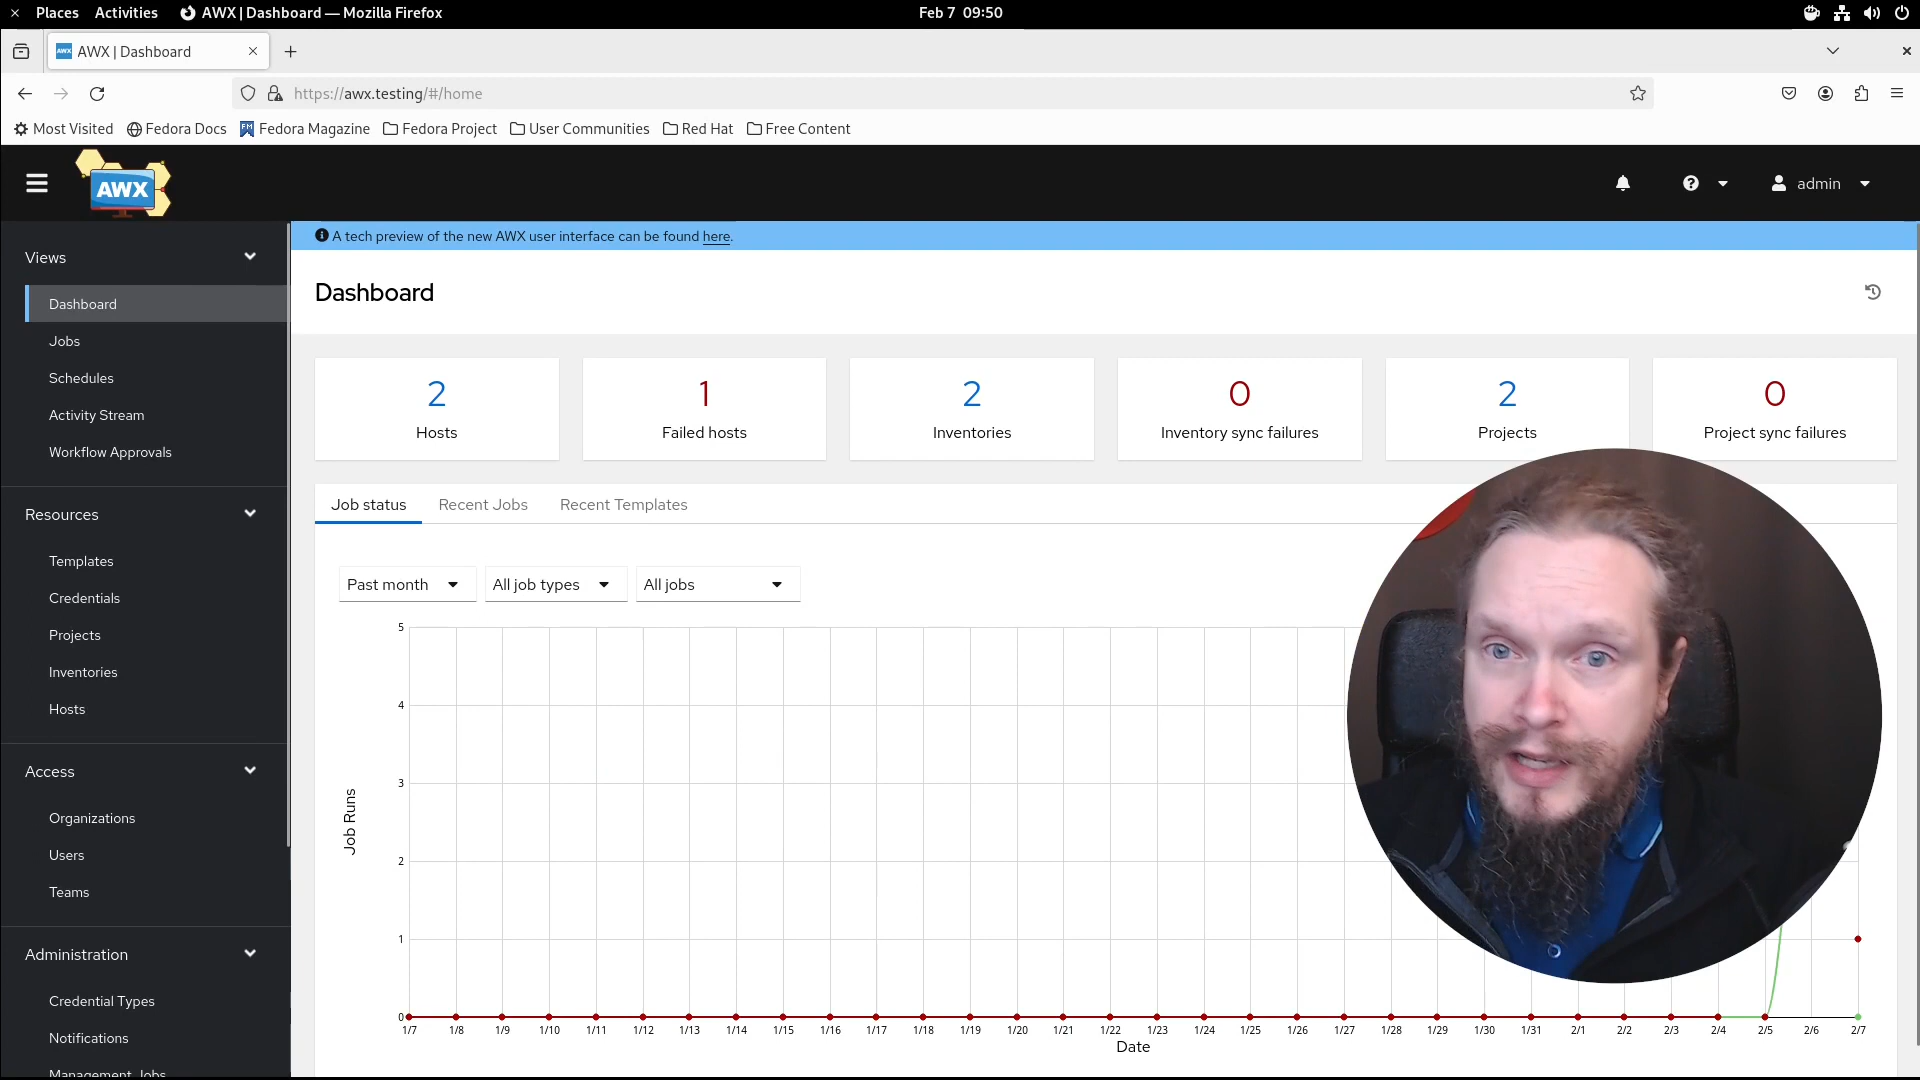 Places Activities AWX | Dashboard — Mozilla Firefox Feb 7 09:50
AWX AWX | Dashboard
https://awx.testing/#/home
Most Visited Fedora Docs Fedora Magazine Fedora Project User Communities Red Hat Free Content
AWX admin
A tech preview of the new AWX user interface can be found here.
Views
Dashboard
Jobs
Schedules
Activity Stream
Workflow Approvals
Resources
Templates
Credentials
Projects
Inventories
Hosts
Access
Organizations
Users
Teams
Administration
Credential Types
Notifications
Management Jobs
Dashboard
2 1 2 0 2 0
Hosts Failed hosts Inventories Inventory sync failures Projects Project sync failures
Job status Recent Jobs Recent Templates
Past month All job types All jobs
5
4
3
2
1
0
Job Runs
1/7 1/8 1/9 1/10 1/11 1/12 1/13 1/14 1/15 1/16 1/17 1/18 1/19 1/20 1/21 1/22 1/23 1/24 1/25 1/26 1/27 1/28 1/29 1/30 1/31 2/1 2/2 2/3 2/4 2/5 2/6 2/7
Date